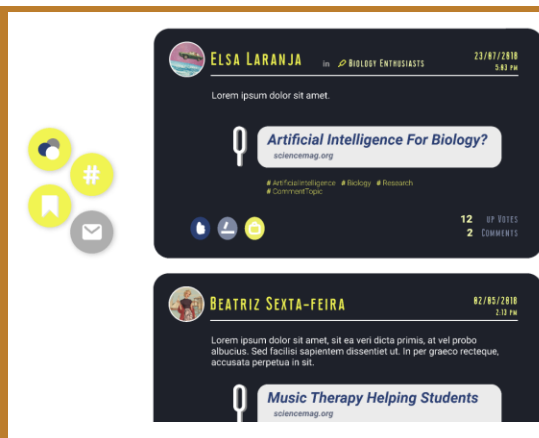 ELSA LARANJA in BIOLOGY ENTHUSIASTS 23/07/2018
5:03 PM
Lorem ipsum dolor sit amet.
Artificial Intelligence For Biology?
sciencemag.org
# ArtificialIntelligence # Biology # Research
# CommentTopic
#
12 UP VOTES
2 COMMENTS
BEATRIZ SEXTA-FEIRA 02/05/2018
2.13 PM
Lorem ipsum dolor sit amet, sit ea veri dicta primis, at vel probo
albucius. Sed facilisi sapientem dissentiet ut. In per graeco recteque,
accusata perpetua in sit.
Music Therapy Helping Students
sciencemag.org